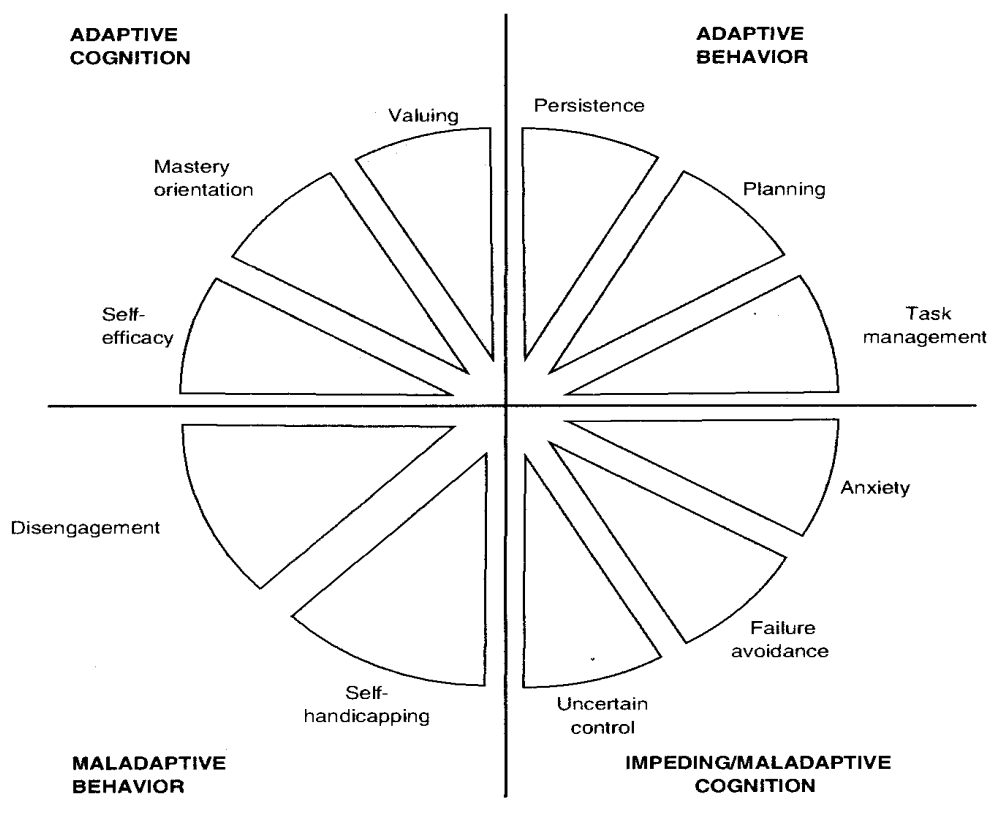 ADAPTIVE
COGNITION
ADAPTIVE
BEHAVIOR
Valuing
Persistence
Mastery
orientation
Planning
Self-
efficacy
Task
management
Disengagement
Anxiety
Self-
handicapping
Failure
avoidance
Uncertain
control
MALADAPTIVE
BEHAVIOR
IMPEDING/MALADAPTIVE
COGNITION